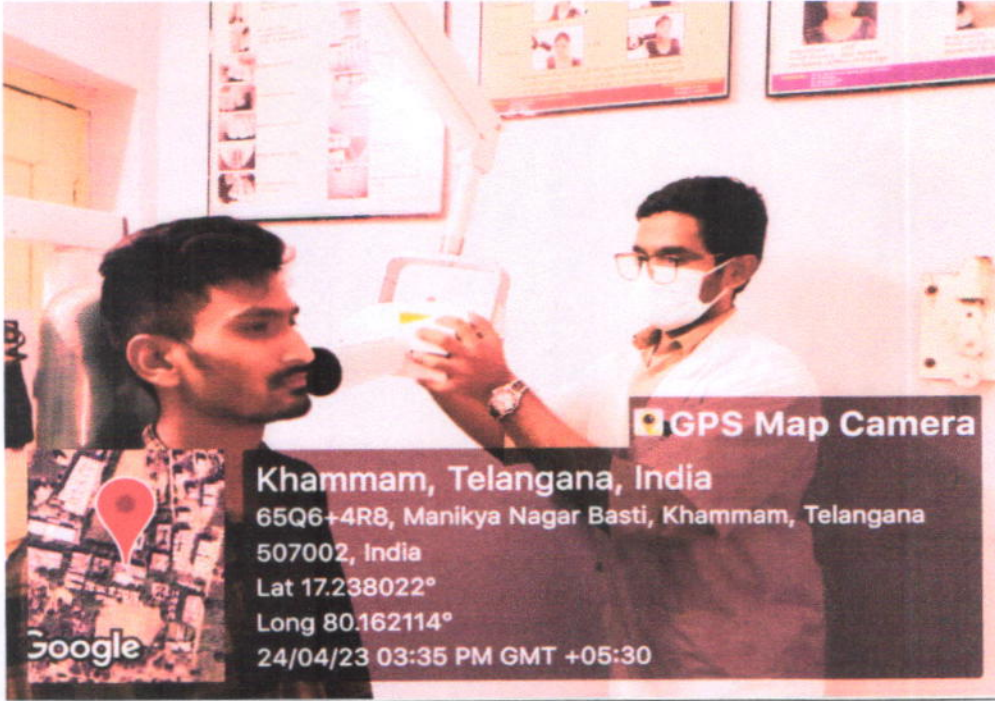 GPS Map Camera
Khammam, Telangana, India
65Q6+4R8, Manikya Nagar Basti, Khammam, Telangana
507002, India
Lat 17.238022°
Long 80.162114°
24/04/23 03:35 PM GMT +05:30
Google